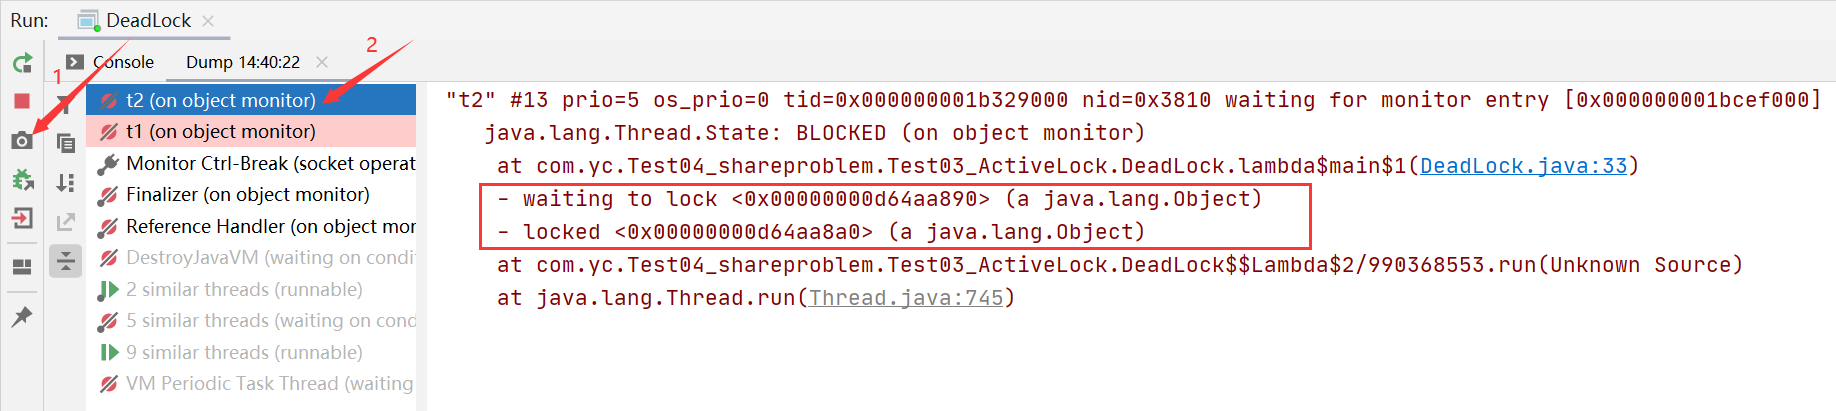 Run: DeadLock
1
2
Console Dump 14:40:22
t2 (on object monitor)
t1 (on object monitor)
Monitor Ctrl-Break (socket operat
Finalizer (on object monitor)
Reference Handler (on object mor
DestroyJavaVM (waiting on condit
2 similar threads (runnable)
5 similar threads (waiting on cond
9 similar threads (runnable)
VM Periodic Task Thread (waiting
"t2" #13 prio=5 os_prio=0 tid=0x000000001b329000 nid=0x3810 waiting for monitor entry [0x000000001bcef000]
java.lang.Thread.State: BLOCKED (on object monitor)
at com.yc.Test04_shareproblem.Test03_ActiveLock.DeadLock.lambda$main$1(DeadLock.java:33)
- waiting to lock <0x00000000d64aa890> (a java.lang.Object)
- locked <0x00000000d64aa8a0> (a java.lang.Object)
at com.yc.Test04_shareproblem.Test03_ActiveLock.DeadLock$$Lambda$2/990368553.run(Unknown Source)
at java.lang.Thread.run(Thread.java:745)